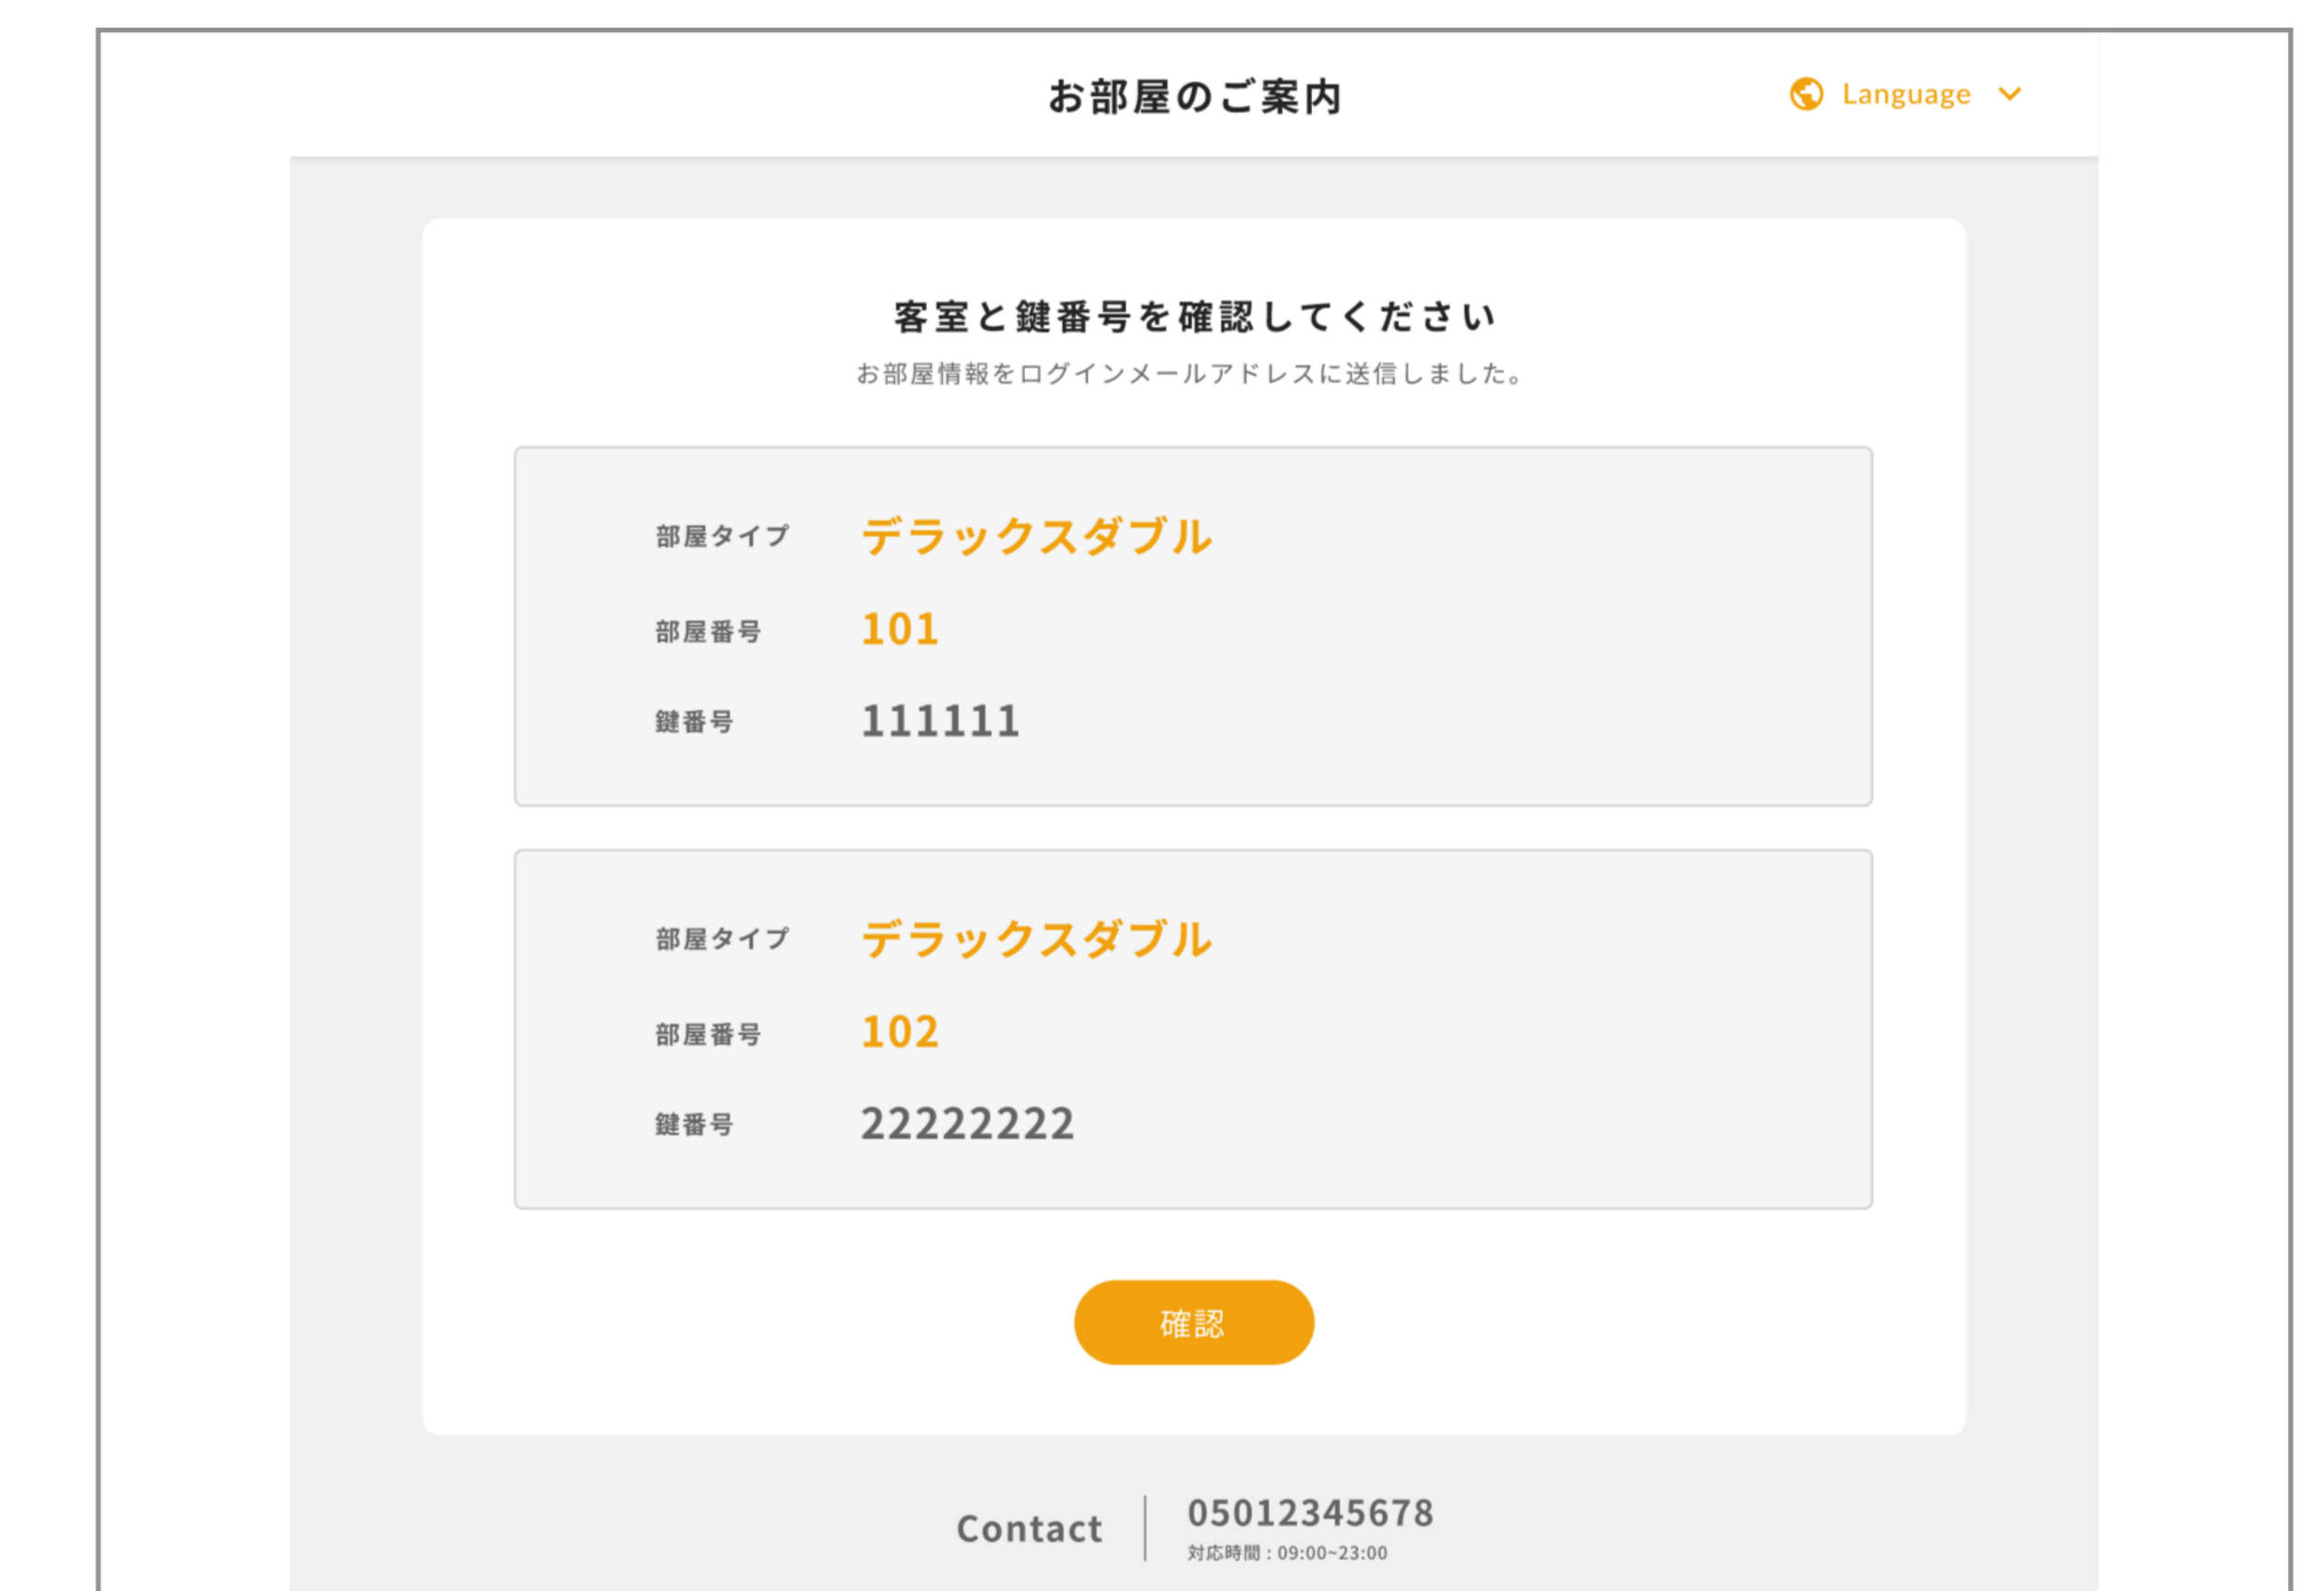 お部屋のご案内
Language
客室と鍵番号を確認してください
お部屋情報をログインメールアドレスに送信しました。
部屋タイプ デラックスダブル
部屋番号 101
鍵番号 111111
部屋タイプ デラックスダブル
部屋番号 102
鍵番号 22222222
確認
Contact
05012345678
対応時間 : 09:00~23:00